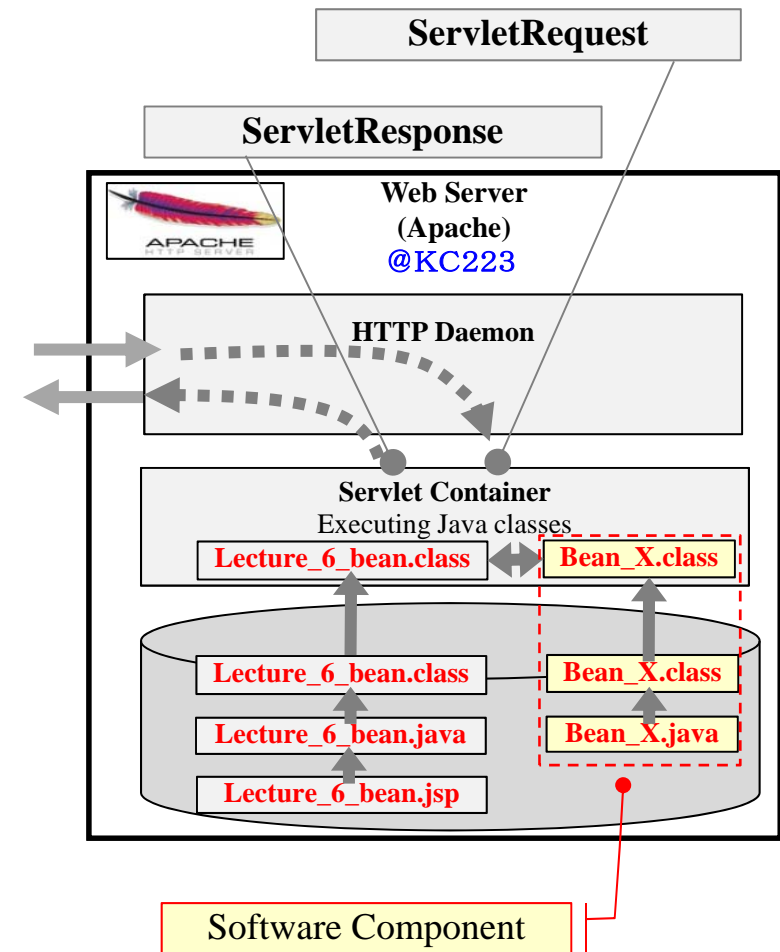 ServletRequest
ServletResponse
Web Server
(Apache)
@KC223
APACHE
HTTP SERVER
HTTP Daemon
Servlet Container
Executing Java classes
Lecture_6_bean.class
Bean_X.class
Lecture_6_bean.class
Bean_X.class
Lecture_6_bean.java
Bean_X.java
Lecture_6_bean.jsp
Software Component